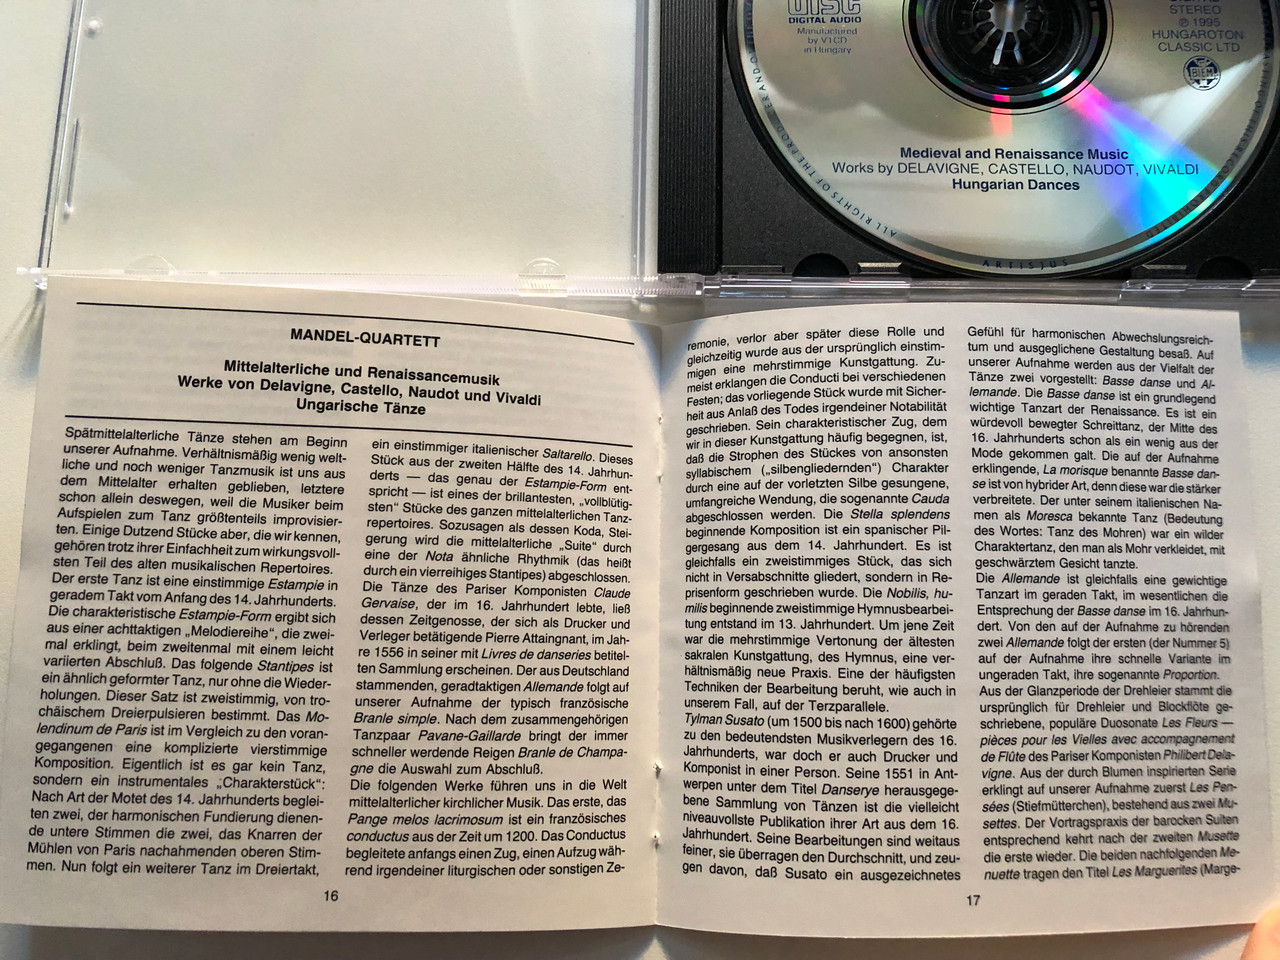 DISC
DIGITAL AUDIO
Manufactured
by VTCD
in Hungary
STEREO
℗ 1995
HUNGAROTON
CLASSIC LTD
BIEM
Medieval and Renaissance Music
Works by DELAVIGNE, CASTELLO, NAUDOT, VIVALDI
Hungarian Dances
ALL RIGHTS OF THE PROD
ARTISJUS
MANDEL-QUARTETT
Mittelalterliche und Renaissancemusik
Werke von Delavigne, Castello, Naudot und Vivaldi
Ungarische Tänze
Spätmittelalterliche Tänze stehen am Beginn
unserer Aufnahme. Verhältnismäßig wenig welt-
liche und noch weniger Tanzmusik ist uns aus
dem Mittelalter erhalten geblieben, letztere
schon allein deswegen, weil die Musiker beim
Aufspielen zum Tanz größtenteils improvisier-
ten. Einige Dutzend Stücke aber, die wir kennen,
gehören trotz ihrer Einfachheit zum wirkungsvoll-
sten Teil des alten musikalischen Repertoires.
Der erste Tanz ist eine einstimmige Estampie in
geradem Takt vom Anfang des 14. Jahrhunderts.
Die charakteristische Estampie-Form ergibt sich
aus einer achttaktigen „Melodiereihe“, die zwei-
mal erklingt, beim zweitenmal mit einem leicht
variierten Abschluß. Das folgende Stantipes ist
ein ähnlich geformter Tanz, nur ohne die Wieder-
holungen. Dieser Satz ist zweistimmig, von tro-
chäischem Dreierpulsieren bestimmt. Das Mo-
lendinum de Paris ist im Vergleich zu den voran-
gegangenen eine komplizierte vierstimmige
Komposition. Eigentlich ist es gar kein Tanz,
sondern ein instrumentales „Charakterstück“:
Nach Art der Motet des 14. Jahrhunderts beglei-
ten zwei, der harmonischen Fundierung dienen-
de untere Stimmen die zwei, das Knarren der
Mühlen von Paris nachahmenden oberen Stim-
men. Nun folgt ein weiterer Tanz im Dreiertakt,
ein einstimmiger italienischer Saltarello. Dieses
Stück aus der zweiten Hälfte des 14. Jahrhun-
derts — das genau der Estampie-Form ent-
spricht — ist eines der brillantesten, „vollblütig-
sten“ Stücke des ganzen mittelalterlichen Tanz-
repertoires. Sozusagen als dessen Koda, Stei-
gerung wird die mittelalterliche „Suite“ durch
eine der Nota ähnliche Rhythmik (das heißt
durch ein vierreihiges Stantipes) abgeschlossen.
Die Tänze des Pariser Komponisten Claude
Gervaise, der im 16. Jahrhundert lebte, ließ
dessen Zeitgenosse, der sich als Drucker und
Verleger betätigende Pierre Attaingnant, im Jah-
re 1556 in seiner mit Livres de danseries betitel-
ten Sammlung erscheinen. Der aus Deutschland
stammenden, geradtaktigen Allemande folgt auf
unserer Aufnahme der typisch französische
Branle simple. Nach dem zusammengehörigen
Tanzpaar Pavane-Gaillarde bringt der immer
schneller werdende Reigen Branle de Champa-
gne die Auswahl zum Abschluß.
Die folgenden Werke führen uns in die Welt
mittelalterlicher kirchlicher Musik. Das erste, das
Pange melos lacrimosum ist ein französisches
conductus aus der Zeit um 1200. Das Conductus
begleitete anfangs einen Zug, einen Aufzug wäh-
rend irgendeiner liturgischen oder sonstigen Ze-
16
remonie, verlor aber später diese Rolle und
gleichzeitig wurde aus der ursprünglich einstim-
migen eine mehrstimmige Kunstgattung. Zu-
meist erklangen die Conducti bei verschiedenen
Festen; das vorliegende Stück wurde mit Sicher-
heit aus Anlaß des Todes irgendeiner Notabilität
geschrieben. Sein charakteristischer Zug, dem
wir in dieser Kunstgattung häufig begegnen, ist,
daß die Strophen des Stückes von ansonsten
syllabischem („silbengliedernden“) Charakter
durch eine auf der vorletzten Silbe gesungene,
umfangreiche Wendung, die sogenannte Cauda
abgeschlossen werden. Die Stella splendens
beginnende Komposition ist ein spanischer Pil-
gergesang aus dem 14. Jahrhundert. Es ist
gleichfalls ein zweistimmiges Stück, das sich
nicht in Versabschnitte gliedert, sondern in Re-
prisenform geschrieben wurde. Die Nobilis, hu-
milis beginnende zweistimmige Hymnusbearbei-
tung entstand im 13. Jahrhundert. Um jene Zeit
war die mehrstimmige Vertonung der ältesten
sakralen Kunstgattung, des Hymnus, eine ver-
hältnismäßig neue Praxis. Eine der häufigsten
Techniken der Bearbeitung beruht, wie auch in
unserem Fall, auf der Terzparallele.
Tylman Susato (um 1500 bis nach 1600) gehörte
zu den bedeutendsten Musikverlegern des 16.
Jahrhunderts, war doch er auch Drucker und
Komponist in einer Person. Seine 1551 in Ant-
werpen unter dem Titel Danserye herausgege-
bene Sammlung von Tänzen ist die vielleicht
niveauvollste Publikation ihrer Art aus dem 16.
Jahrhundert. Seine Bearbeitungen sind weitaus
feiner, sie überragen den Durchschnitt, und zeu-
gen davon, daß Susato ein ausgezeichnetes
Gefühl für harmonischen Abwechslungsreich-
tum und ausgeglichene Gestaltung besaß. Auf
unserer Aufnahme werden aus der Vielfalt der
Tänze zwei vorgestellt: Basse danse und Al-
lemande. Die Basse danse ist ein grundlegend
wichtige Tanzart der Renaissance. Es ist ein
würdevoll bewegter Schreittanz, der Mitte des
16. Jahrhunderts schon als ein wenig aus der
Mode gekommen galt. Die auf der Aufnahme
erklingende, La morisque benannte Basse dan-
se ist von hybrider Art, denn diese war die stärker
verbreitete. Der unter seinem italienischen Na-
men als Moresca bekannte Tanz (Bedeutung
des Wortes: Tanz des Mohren) war ein wilder
Charaktertanz, den man als Mohr verkleidet, mit
geschwärztem Gesicht tanzte.
Die Allemande ist gleichfalls eine gewichtige
Tanzart im geraden Takt, im wesentlichen die
Entsprechung der Basse danse im 16. Jahrhun-
dert. Von den auf der Aufnahme zu hörenden
zwei Allemande folgt der ersten (der Nummer 5)
auf der Aufnahme ihre schnelle Variante im
ungeraden Takt, ihre sogenannte Proportion.
Aus der Glanzperiode der Drehleier stammt die
ursprünglich für Drehleier und Blockflöte ge-
schriebene, populäre Duosonate Les Fleurs —
pièces pour les Vielles avec accompagnement
de Flûte des Pariser Komponisten Philibert Dela-
vigne. Aus der durch Blumen inspirierten Serie
erklingt auf unserer Aufnahme zuerst Les Pen-
sées (Stiefmütterchen), bestehend aus zwei Mu-
settes. Der Vortragspraxis der barocken Suiten
entsprechend kehrt nach der zweiten Musette
die erste wieder. Die beiden nachfolgenden Me-
nuette tragen den Titel Les Marguerites (Marge-
17